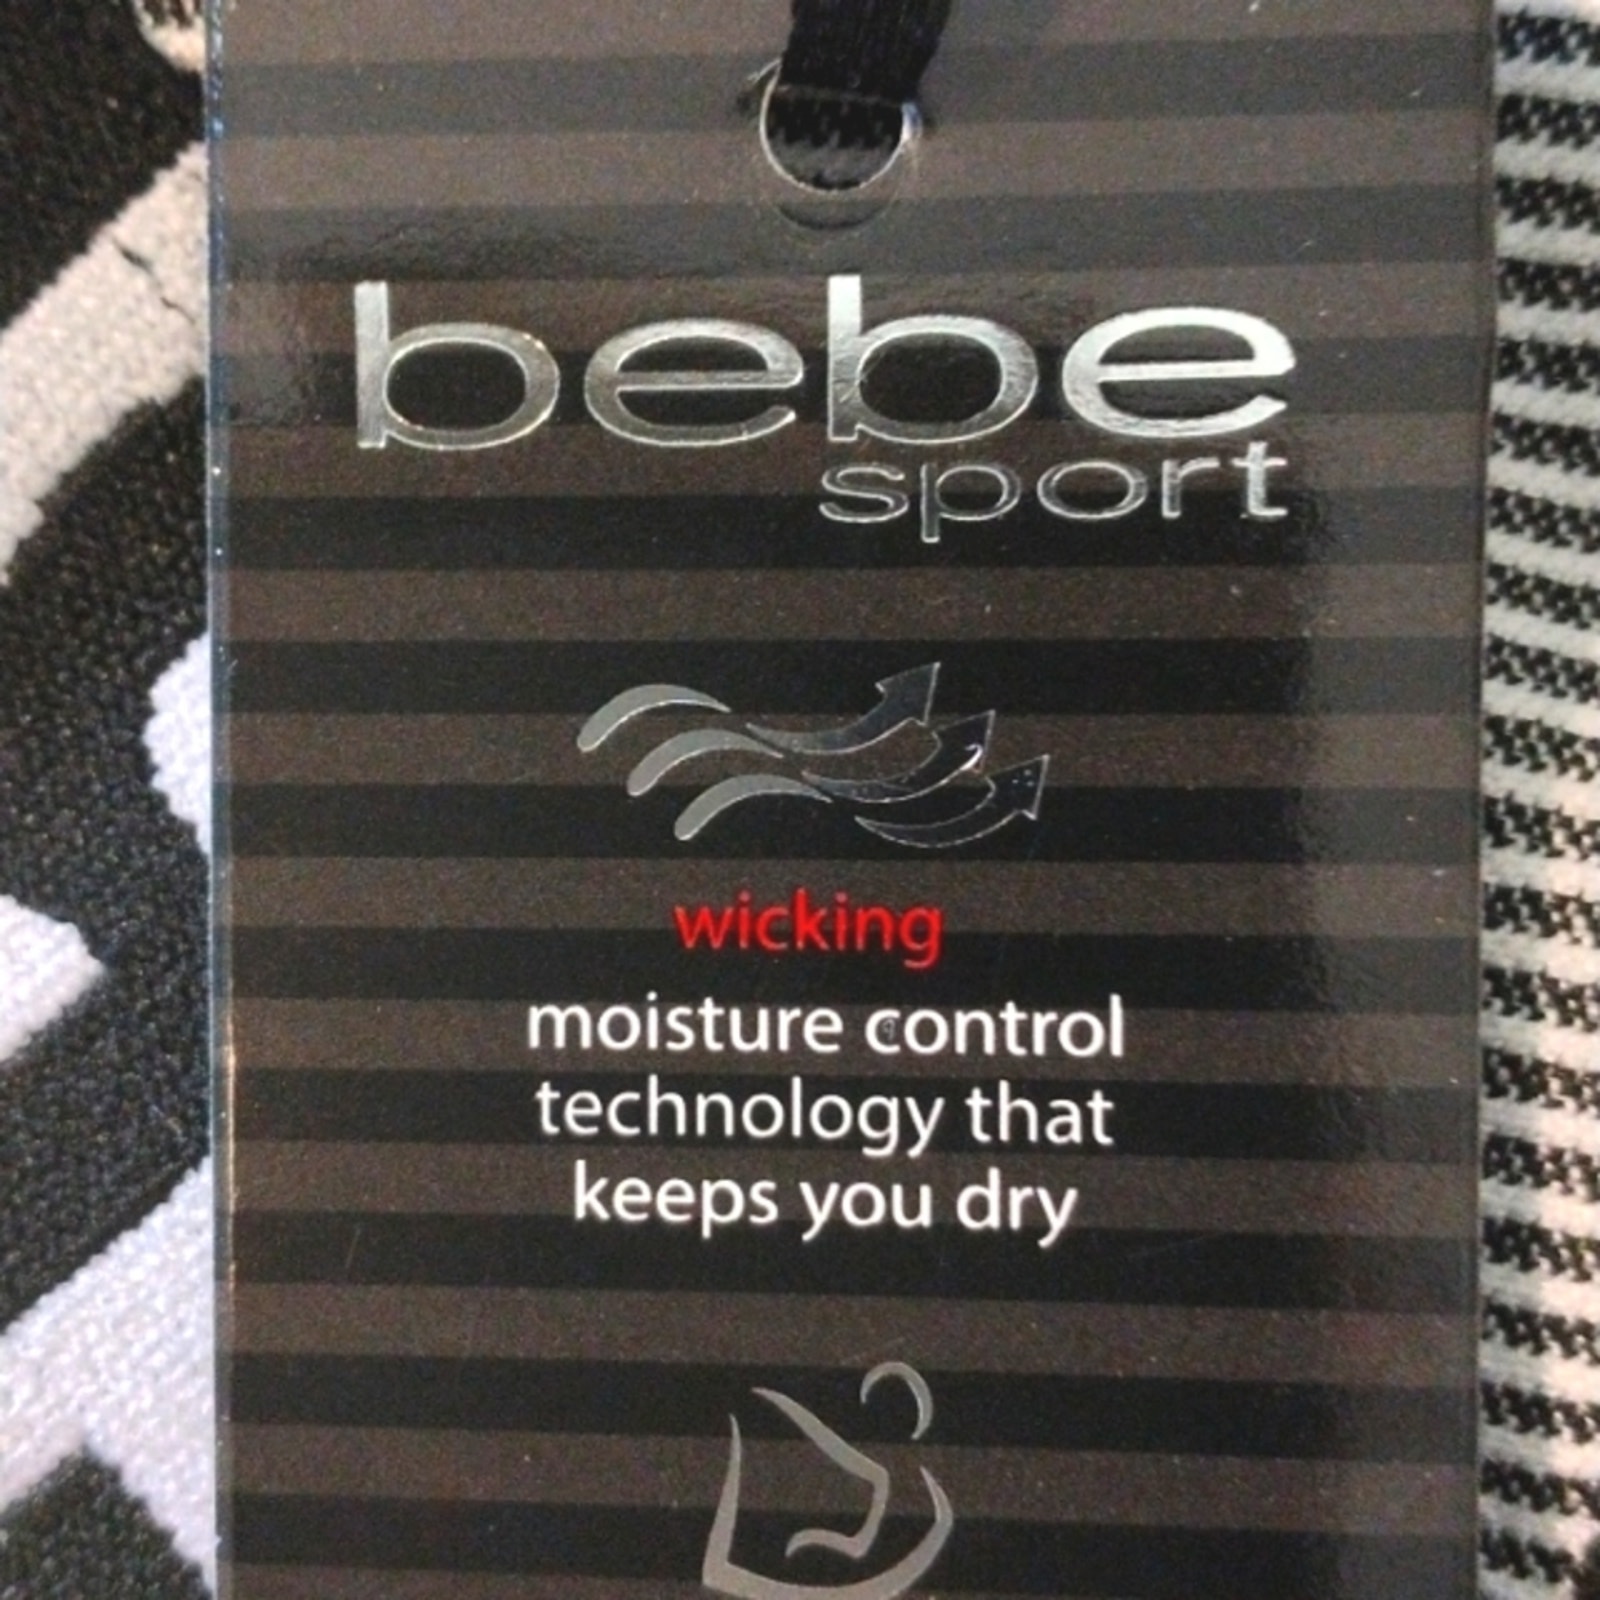 bebe
sport
wicking
moisture control
technology that
keeps you dry